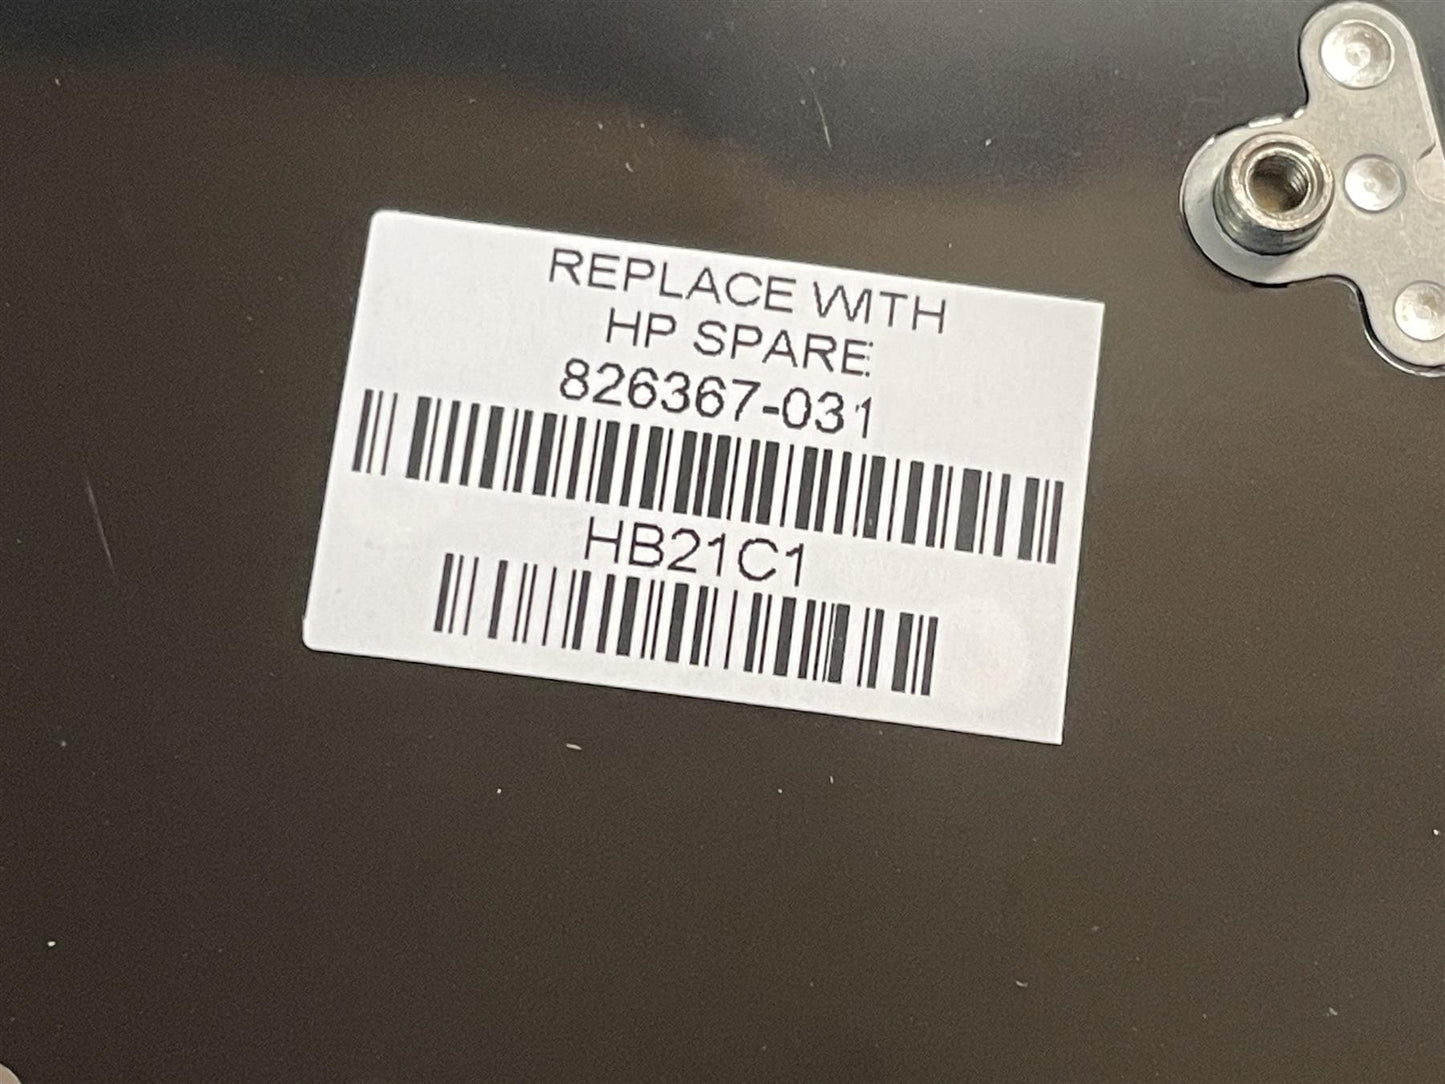 REPLACE WITH
HP SPARE:
826367-031
HB21C1